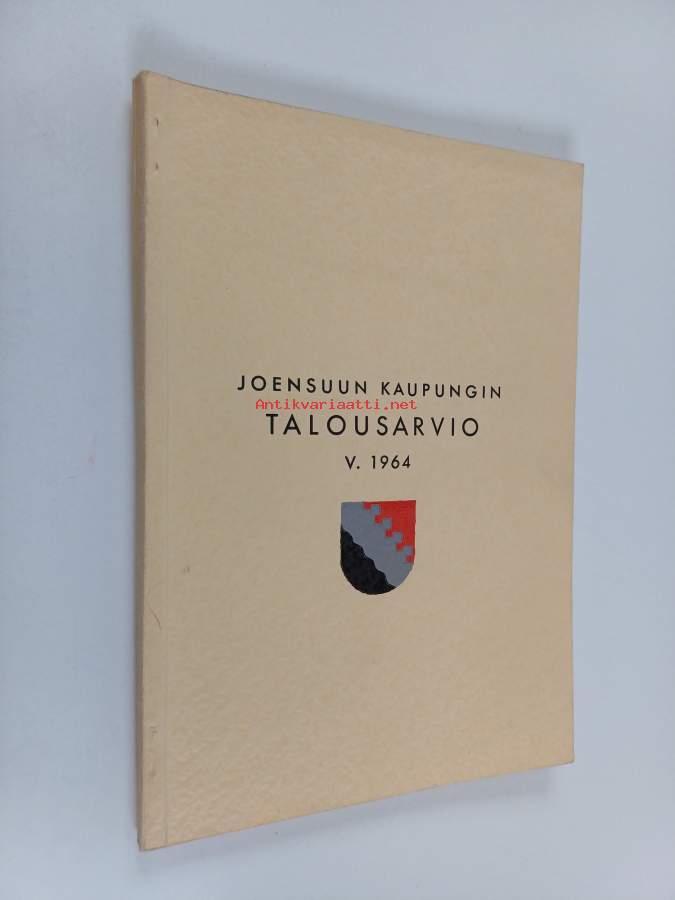 JOENSUUN KAUPUNGIN
Antikvariaatti.net
TALOUSARVIO
V. 1964